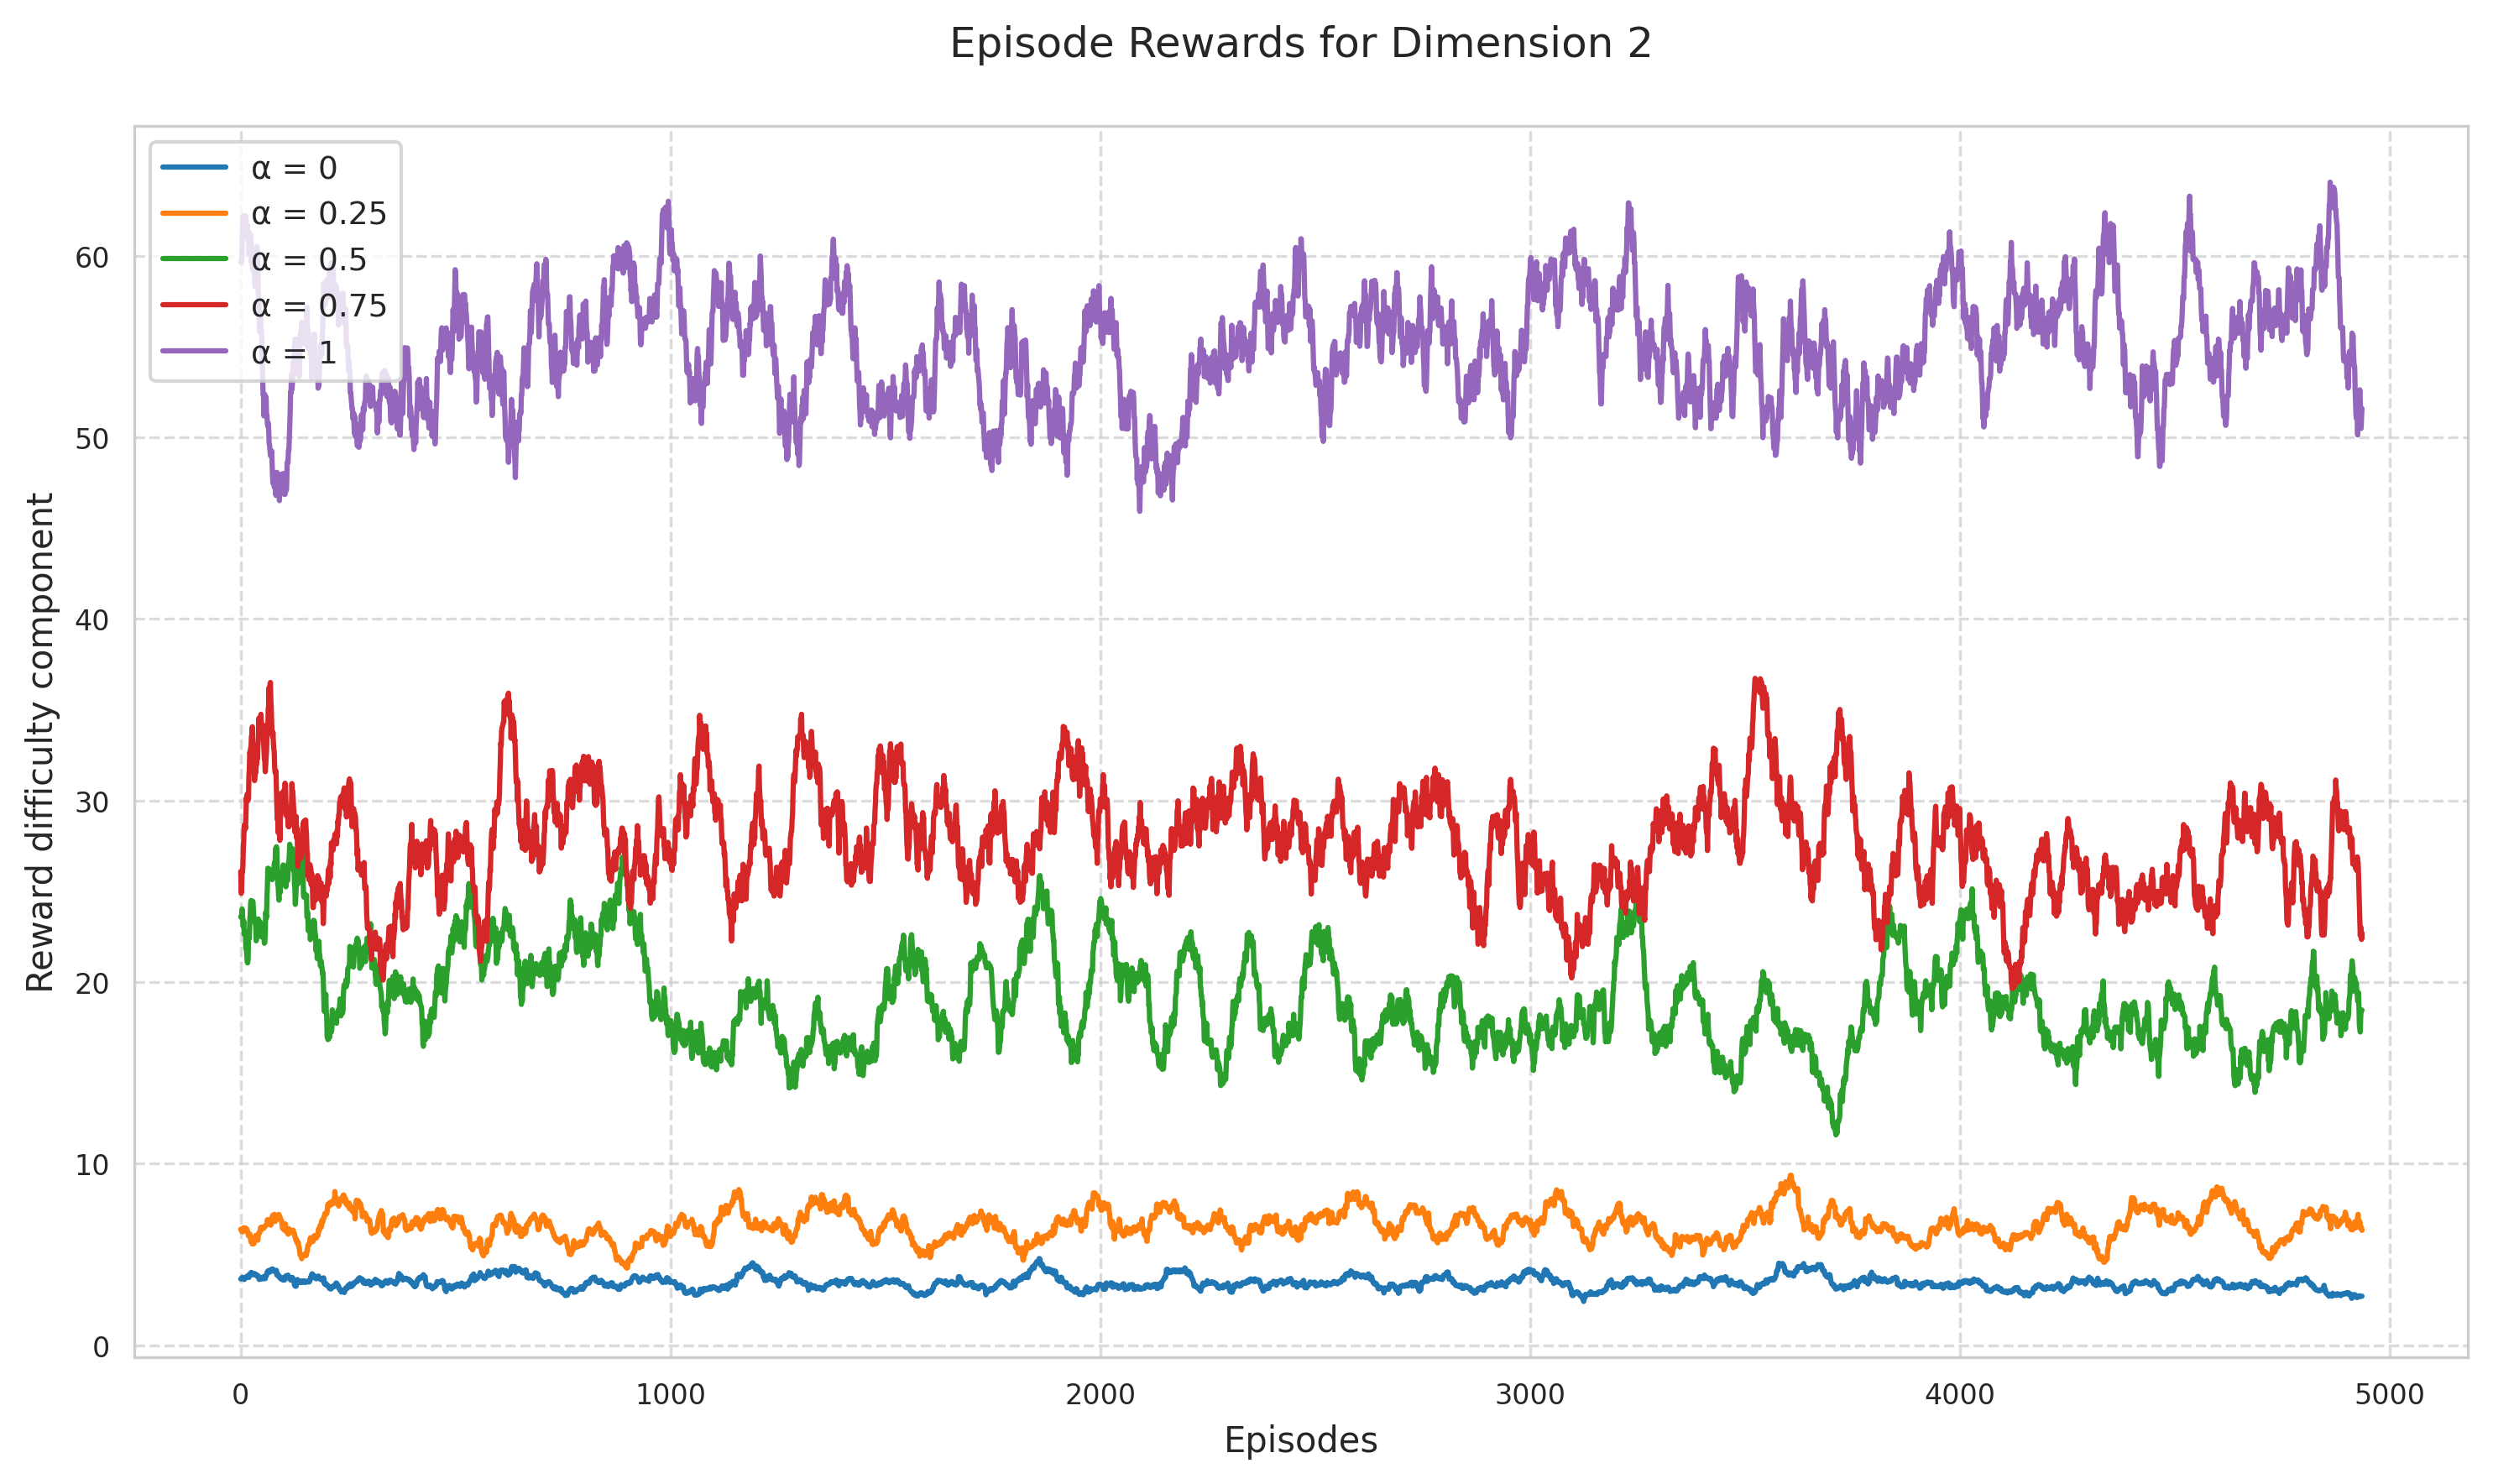 Episode Rewards for Dimension 2
α = 0
α = 0.25
α = 0.5
α = 0.75
α = 1
60
50
40
30
20
10
0
Reward difficulty component
0 1000 2000 3000 4000 5000
Episodes